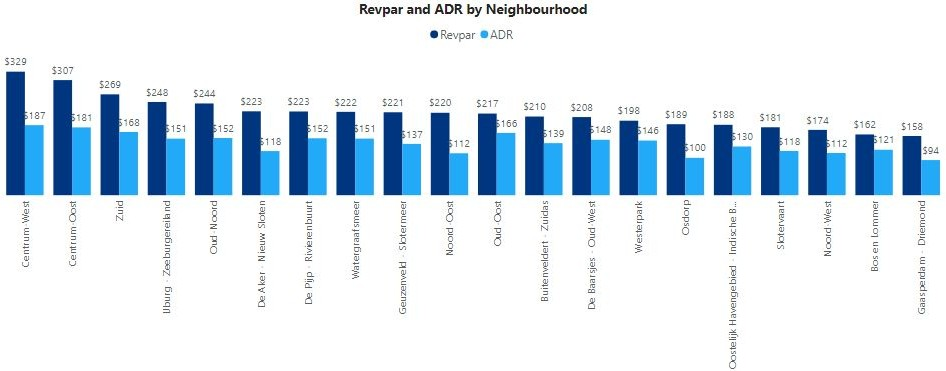 Revpar and ADR by Neighbourhood
Revpar ADR
$329
$187
$307
$181
$269
$168
$248
$151
$244
$152
$223
$118
$223
$152
$222
$151
$221
$137
$220
$112
$217
$166
$210
$139
$208
$148
$198
$146
$189
$100
$188
$130
$181
$118
$174
$112
$162
$121
$158
$94
Centrum-West
Centrum-Oost
Zuid
IJburg - Zeeburgereiland
Oud-Noord
De Aker - Nieuw Sloten
De Pijp - Rivierenbuurt
Watergraafsmeer
Geuzenveld - Slotermeer
Noord-Oost
Oud-Oost
Buitenveldert - Zuidas
De Baarsjes - Oud-West
Westerpark
Osdorp
Oostelijk Havengebied - Indische B...
Slotervaart
Noord-West
Bos en Lommer
Gaasperdam - Driemond